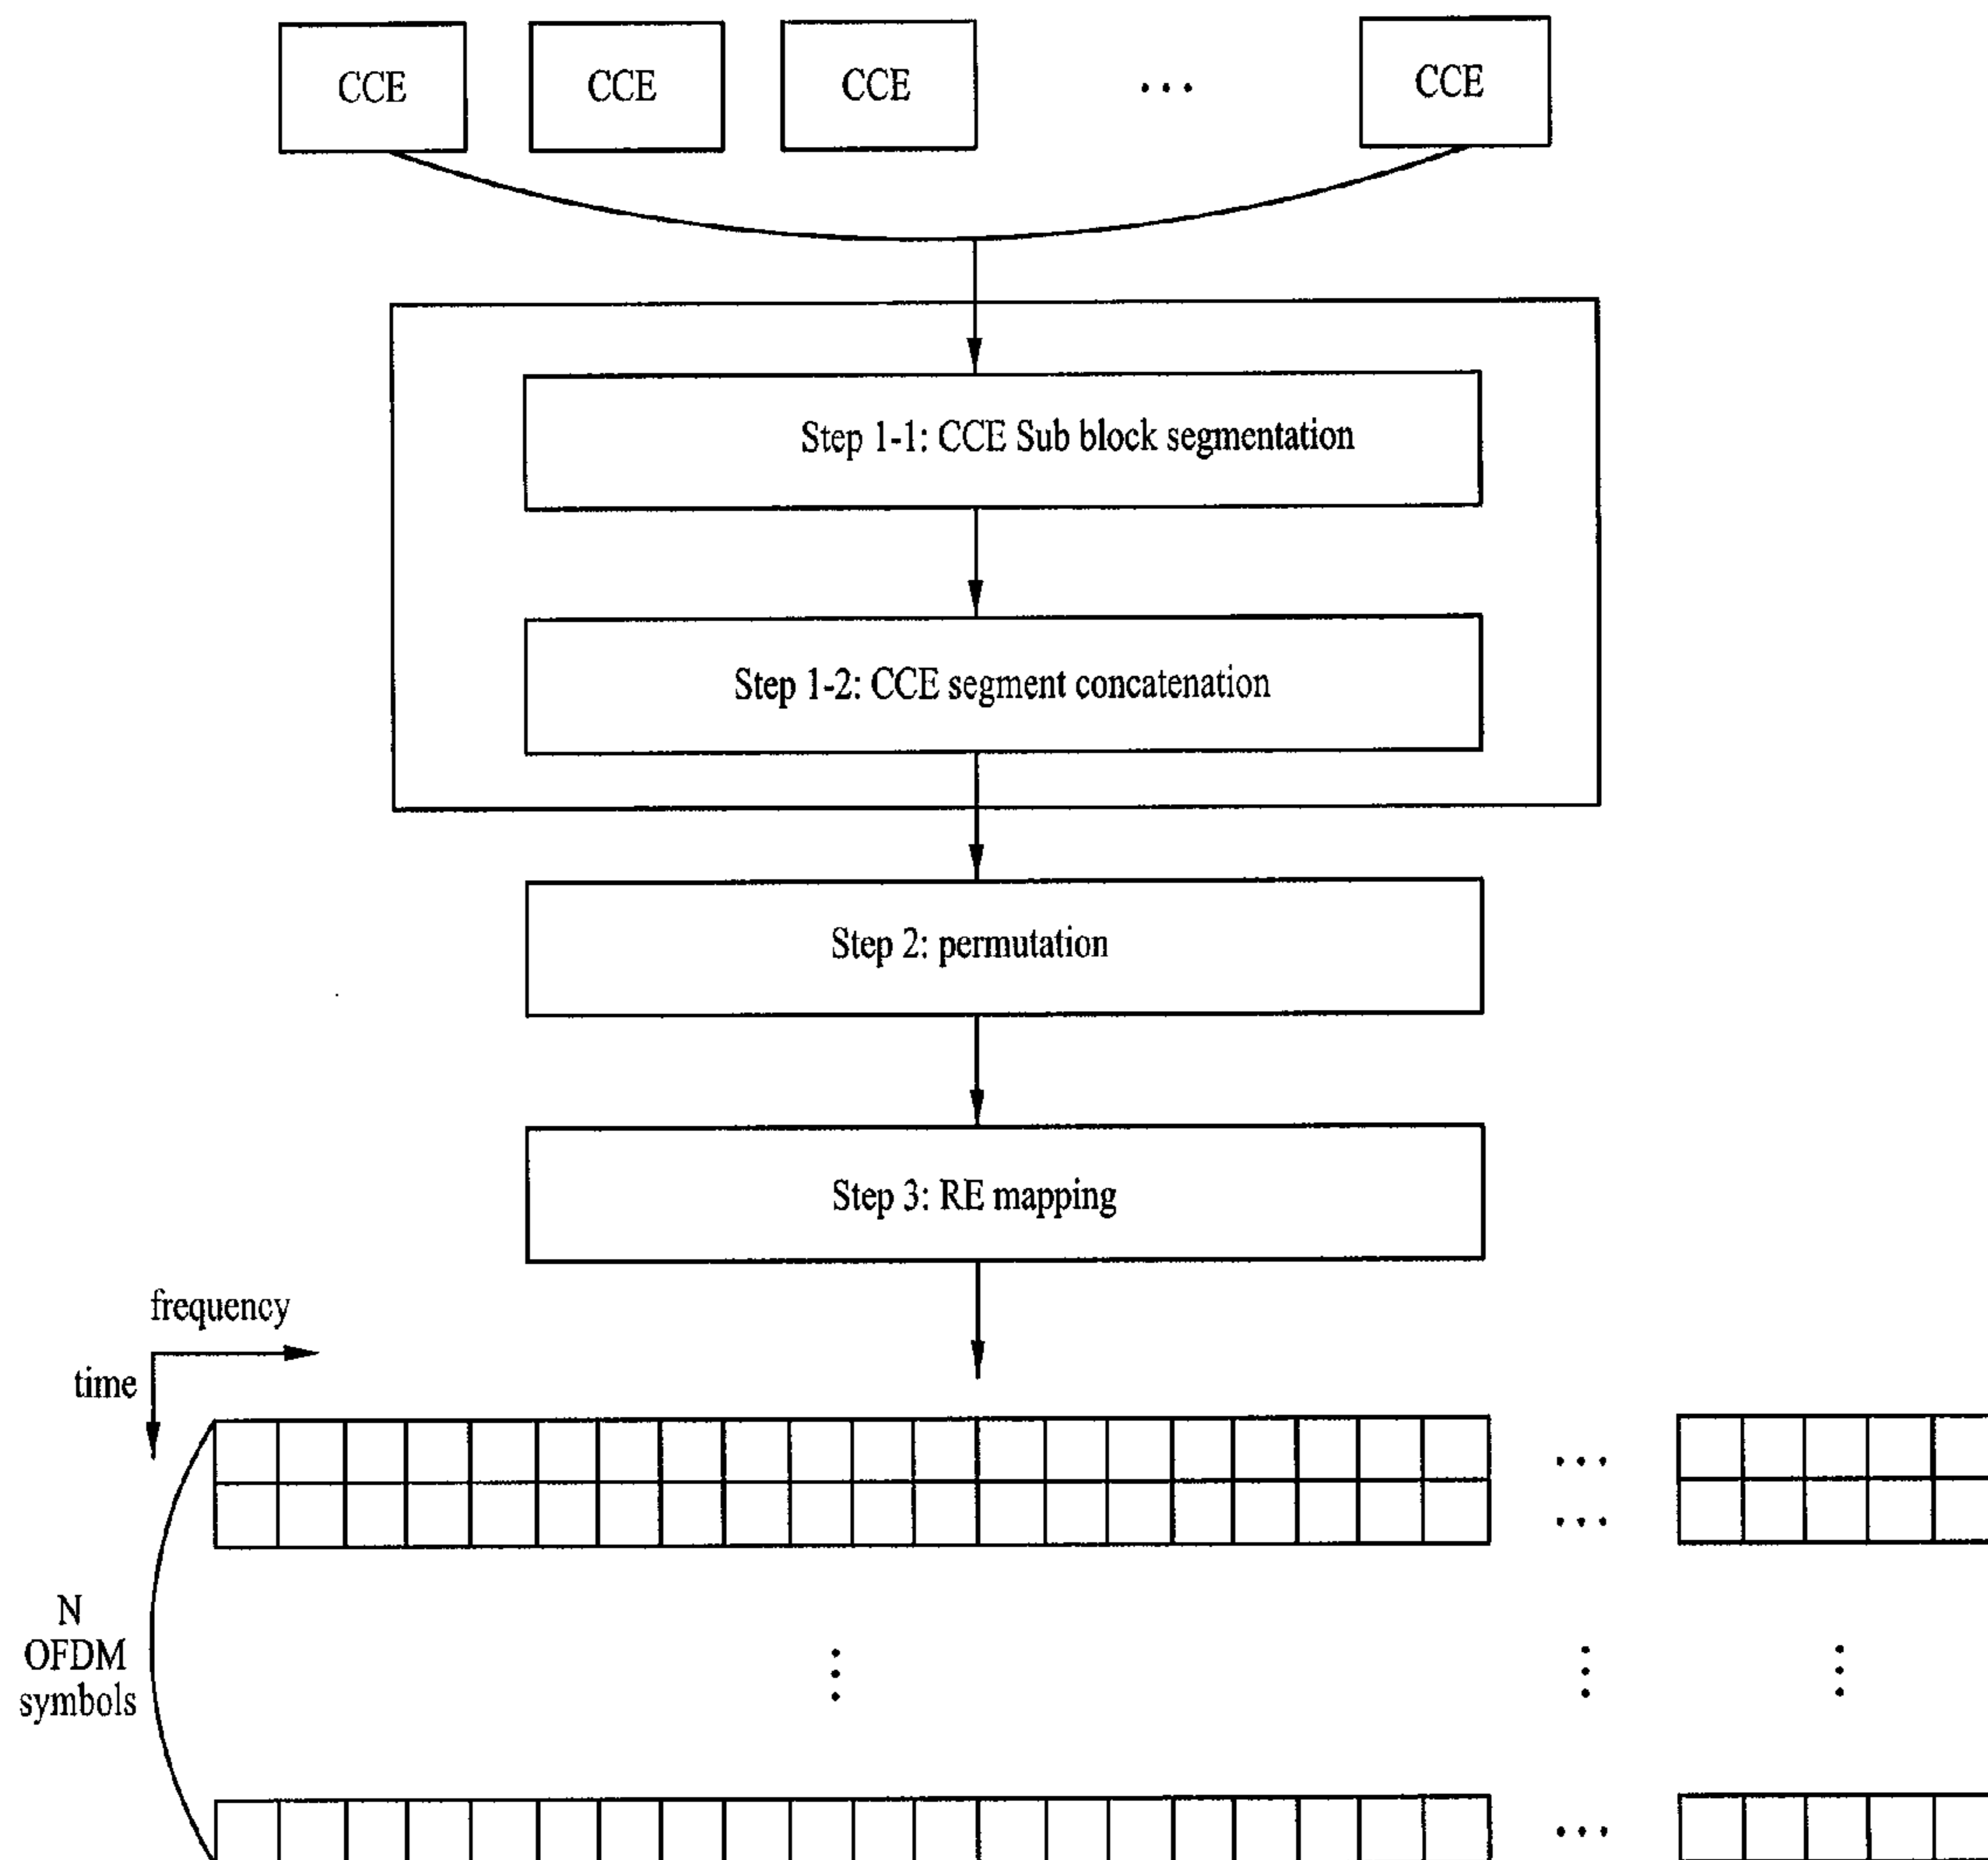 CCE CCE CCE ... CCE
Step 1-1: CCE Sub block segmentation
Step 1-2: CCE segment concatenation
Step 2: permutation
Step 3: RE mapping
frequency
time
...
...
N
OFDM
symbols
...